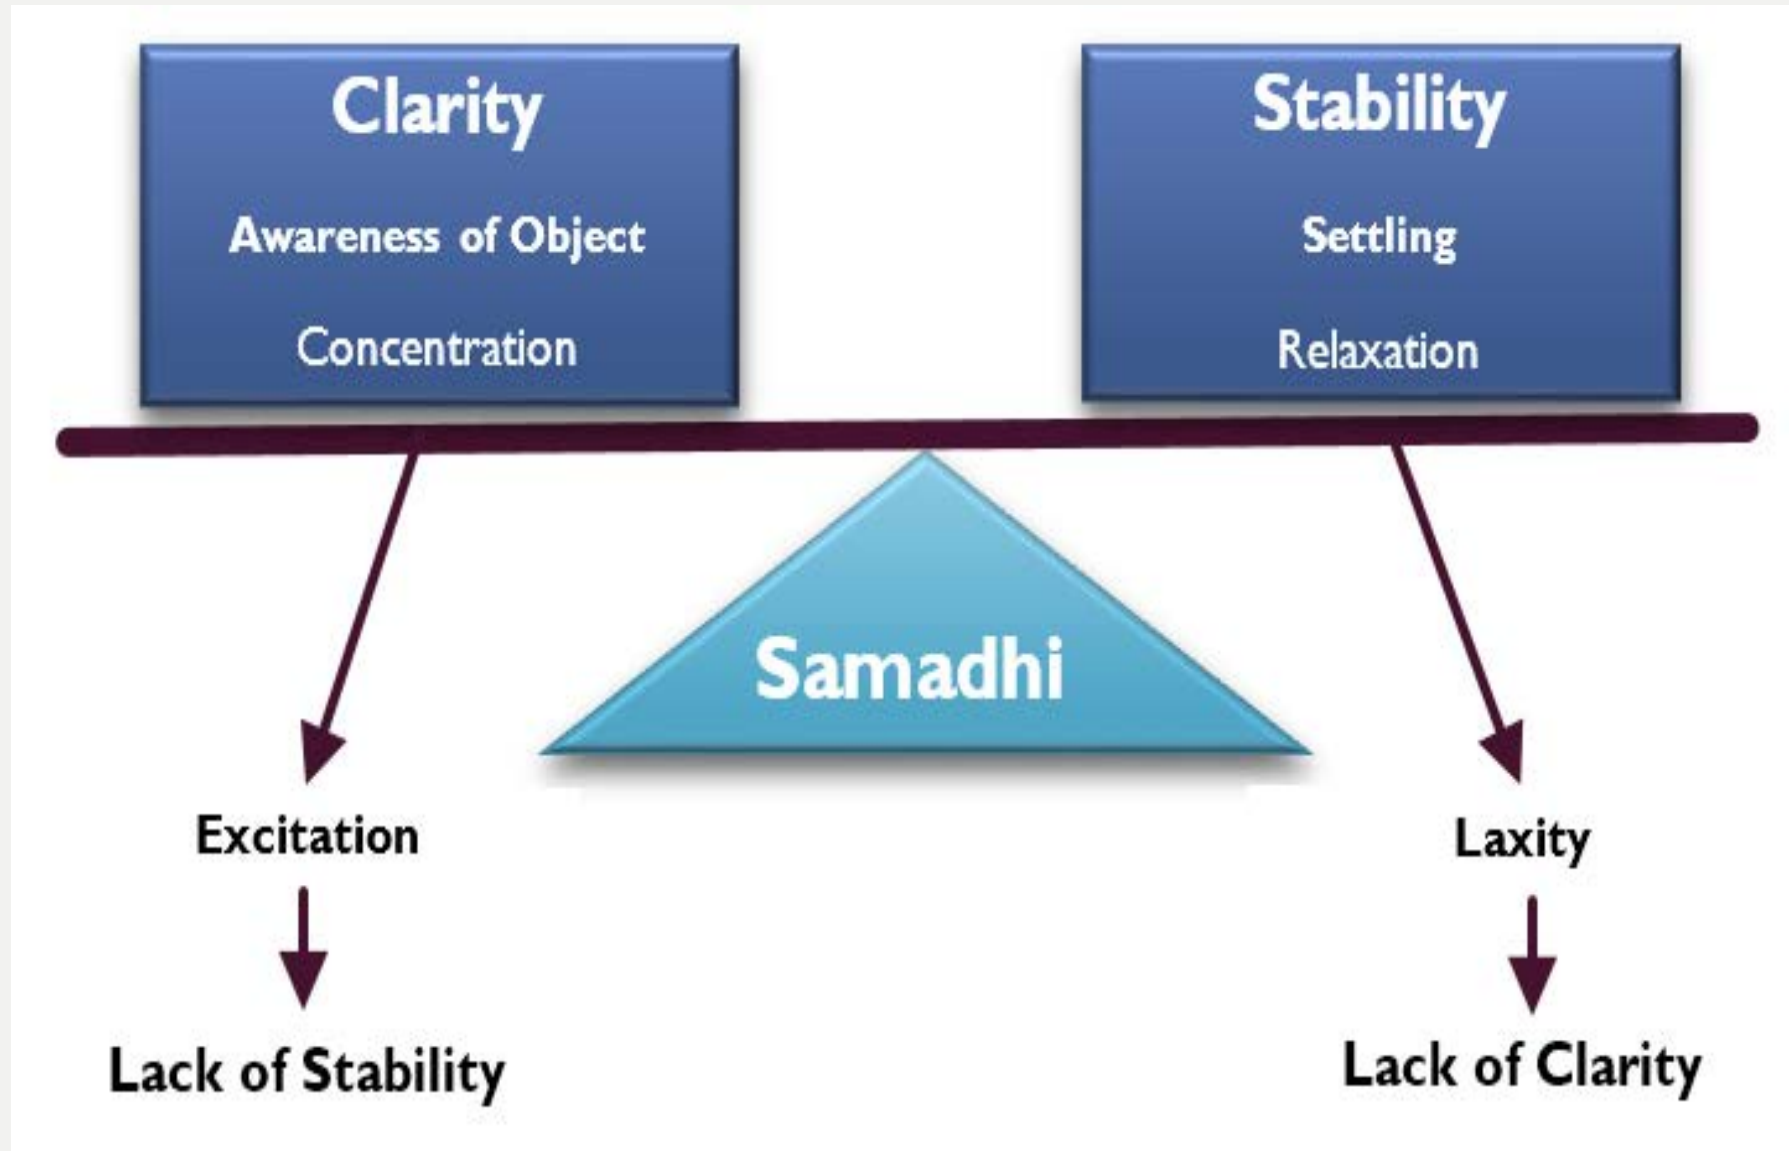 Clarity
Awareness of Object
Concentration
Stability
Settling
Relaxation
Samadhi
Excitation
Lack of Stability
Laxity
Lack of Clarity